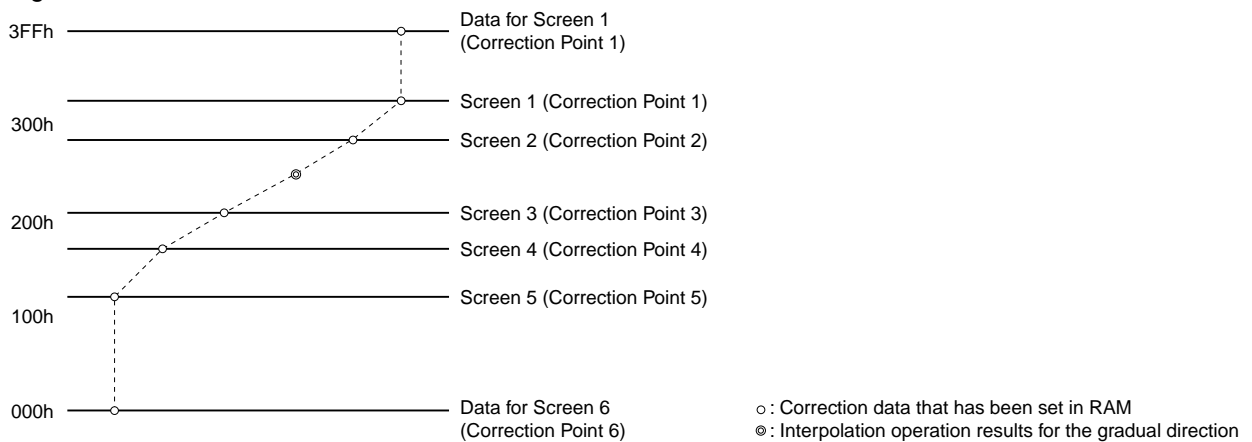 3FFh
Data for Screen 1
(Correction Point 1)
Screen 1 (Correction Point 1)
300h
Screen 2 (Correction Point 2)
Screen 3 (Correction Point 3)
200h
Screen 4 (Correction Point 4)
Screen 5 (Correction Point 5)
100h
000h
Data for Screen 6
(Correction Point 6)
○: Correction data that has been set in RAM
◎: Interpolation operation results for the gradual direction